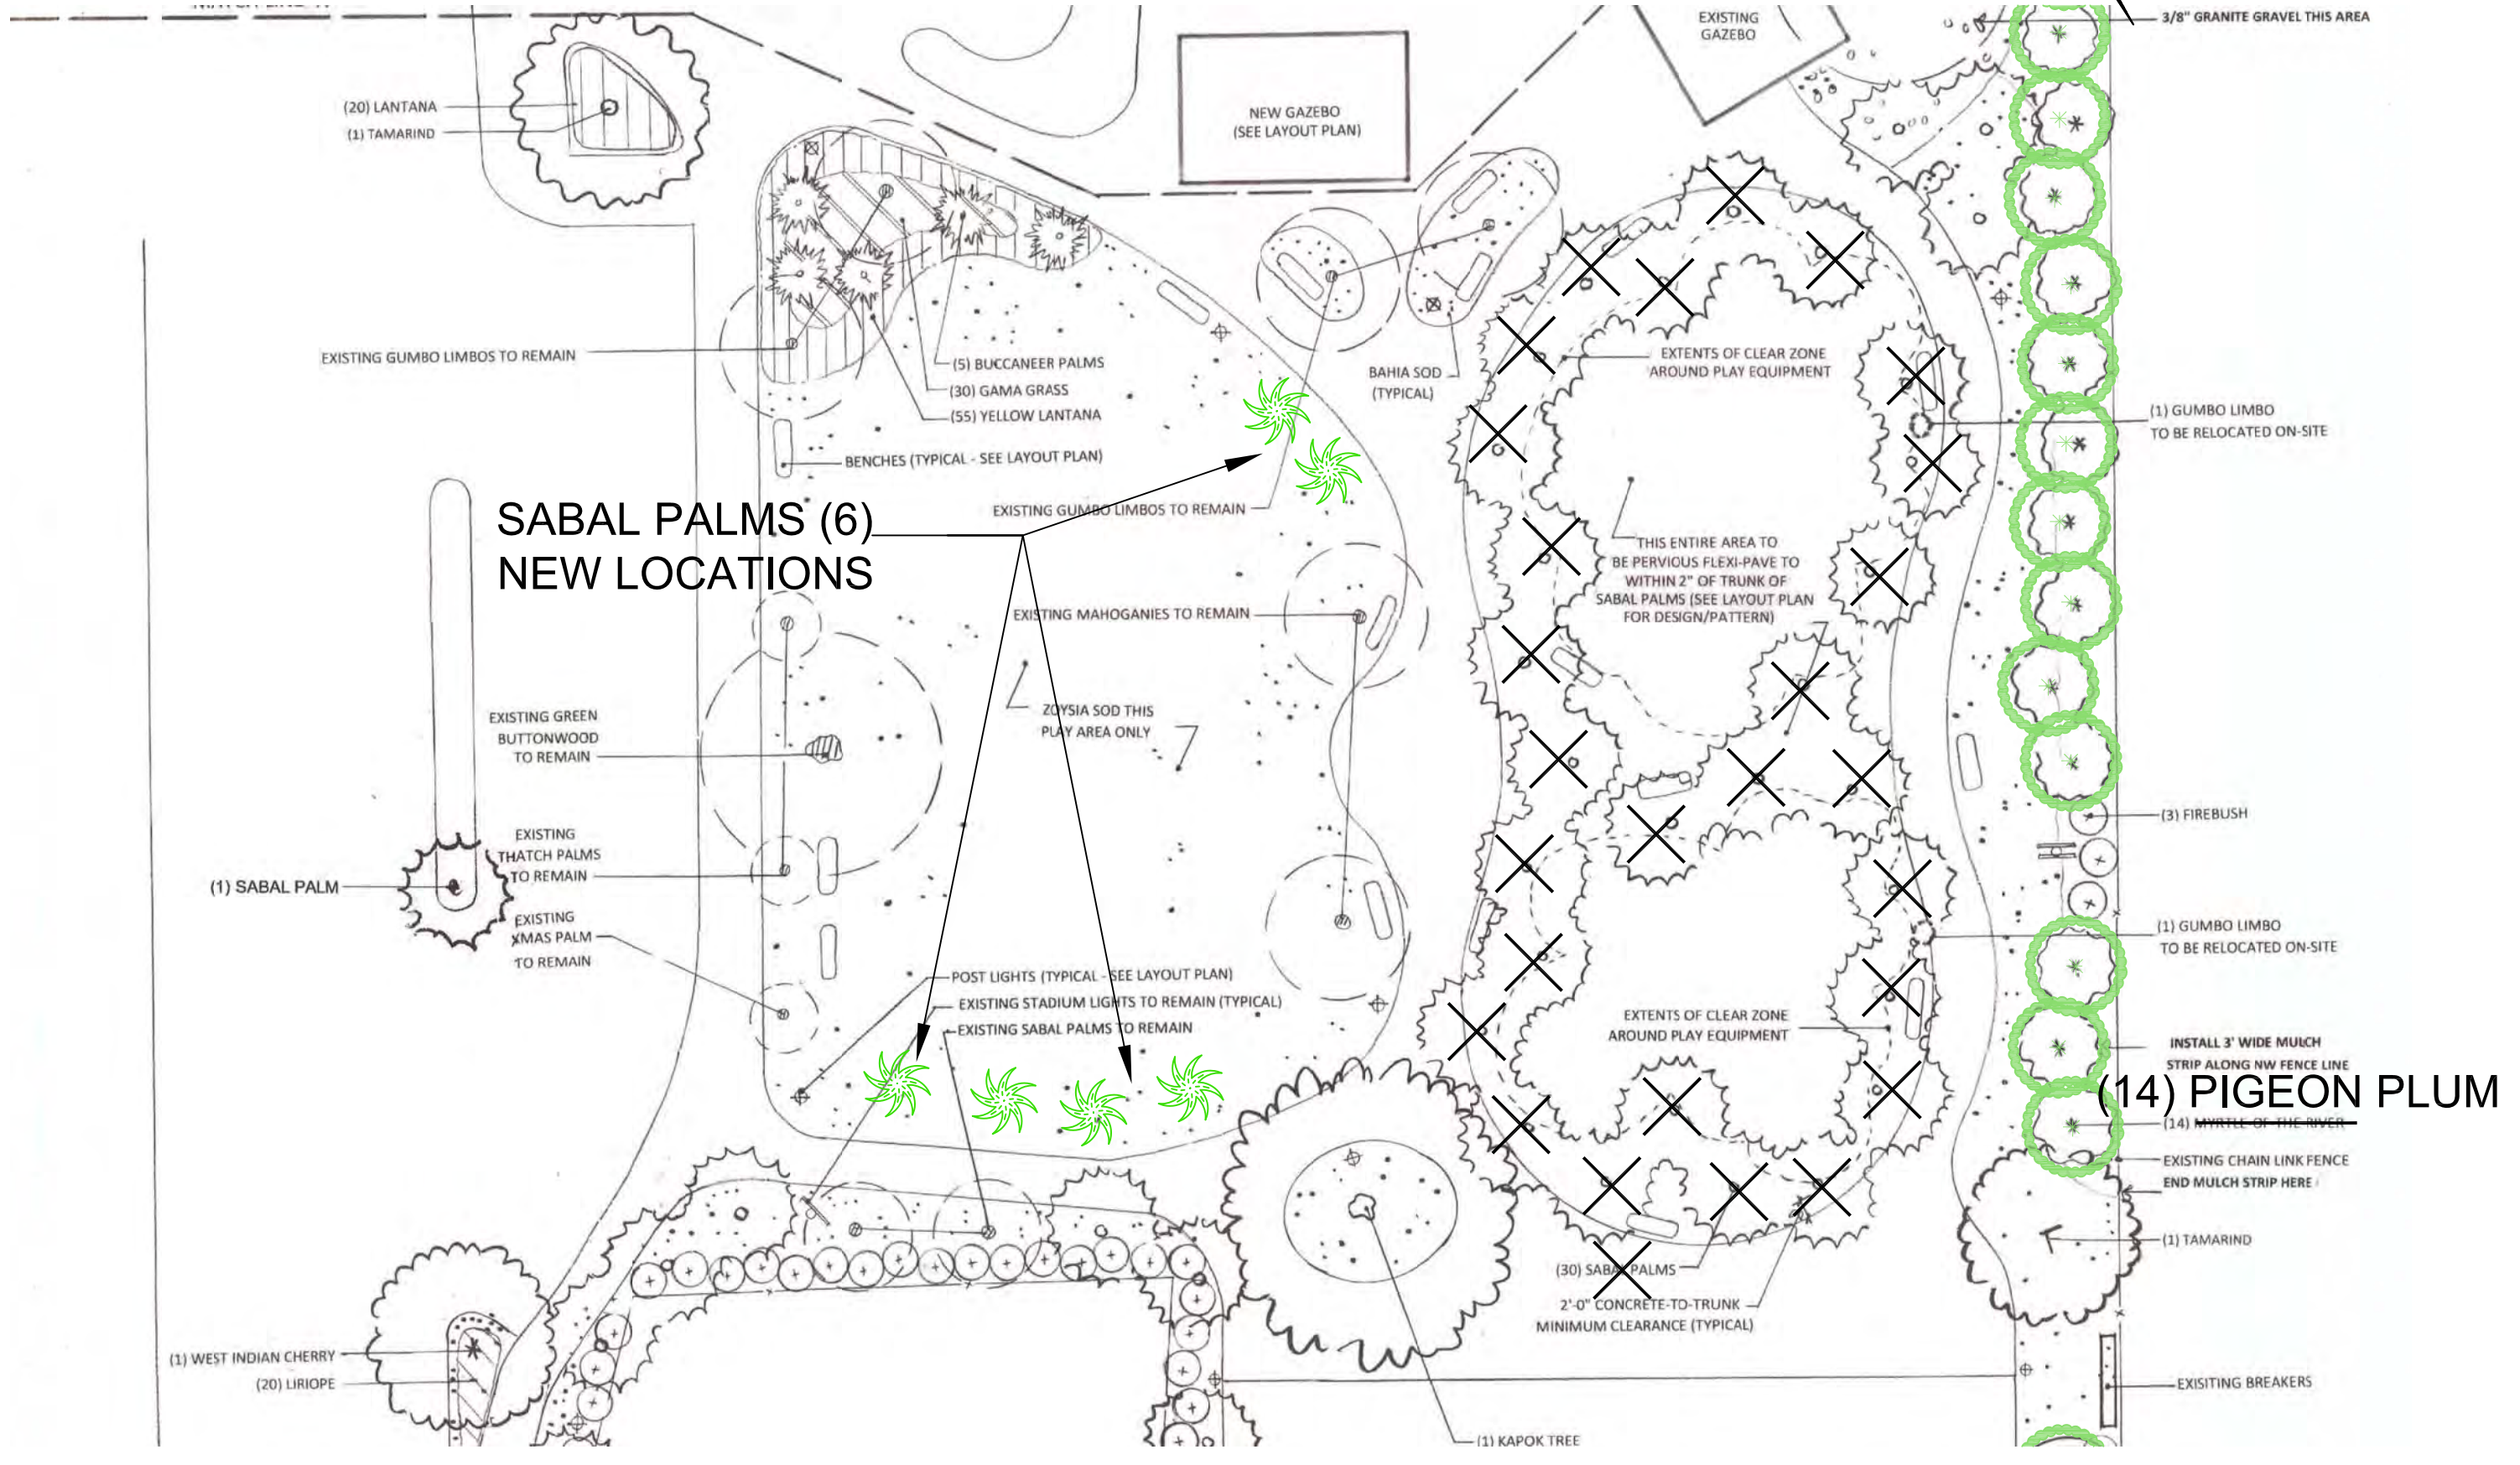 EXISTING
GAZEBO
3/8" GRANITE GRAVEL THIS AREA
(20) LANTANA
(1) TAMARIND
NEW GAZEBO
(SEE LAYOUT PLAN)
EXISTING GUMBO LIMBOS TO REMAIN
(5) BUCCANEER PALMS
(30) GAMA GRASS
(55) YELLOW LANTANA
BENCHES (TYPICAL - SEE LAYOUT PLAN)
BAHIA SOD
(TYPICAL)
EXTENTS OF CLEAR ZONE
AROUND PLAY EQUIPMENT
(1) GUMBO LIMBO
TO BE RELOCATED ON-SITE
SABAL PALMS (6)
NEW LOCATIONS
EXISTING GUMBO LIMBOS TO REMAIN
THIS ENTIRE AREA TO
BE PERVIOUS FLEXI-PAVE TO
WITHIN 2" OF TRUNK OF
SABAL PALMS (SEE LAYOUT PLAN
FOR DESIGN/PATTERN)
EXISTING MAHOGANIES TO REMAIN
EXISTING GREEN
BUTTONWOOD
TO REMAIN
ZOYSIA SOD THIS
PLAY AREA ONLY
(3) FIREBUSH
EXISTING
THATCH PALMS
TO REMAIN
(1) SABAL PALM
EXISTING
XMAS PALM
TO REMAIN
(1) GUMBO LIMBO
TO BE RELOCATED ON-SITE
POST LIGHTS (TYPICAL - SEE LAYOUT PLAN)
EXISTING STADIUM LIGHTS TO REMAIN (TYPICAL)
EXISTING SABAL PALMS TO REMAIN
EXTENTS OF CLEAR ZONE
AROUND PLAY EQUIPMENT
INSTALL 3' WIDE MULCH
STRIP ALONG NW FENCE LINE
(14) PIGEON PLUM
(14) MYRTLE OF THE RIVER
EXISTING CHAIN LINK FENCE
END MULCH STRIP HERE
(1) TAMARIND
(30) SABAL PALMS
2'-0" CONCRETE-TO-TRUNK
MINIMUM CLEARANCE (TYPICAL)
(1) WEST INDIAN CHERRY
(20) LIRIOPE
EXISITING BREAKERS
(1) KAPOK TREE